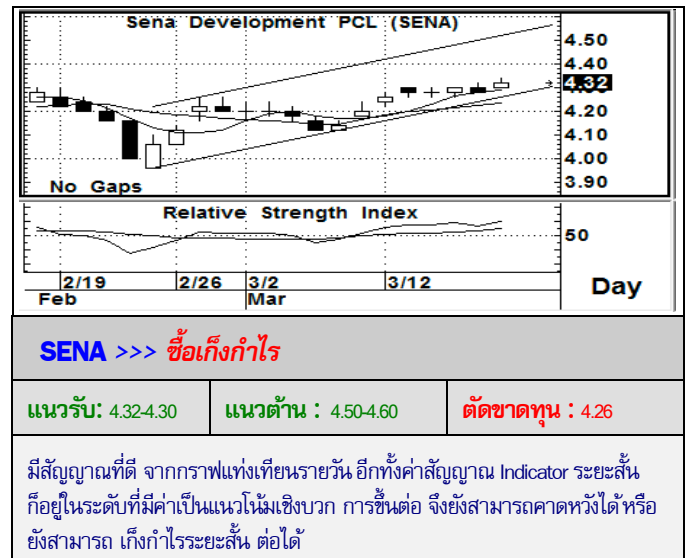 Sena Development PCL (SENA)
4.50
4.40
4.32
4.20
4.10
4.00
3.90
No Gaps
Relative Strength Index
50
2/19 2/26 3/2 3/12
Feb Mar
Day
SENA >>> ซื้อเก็งกำไร
แนวรับ: 4.32-4.30 แนวต้าน : 4.50-4.60 ตัดขาดทุน : 4.26
มีสัญญาณที่ดี จากกราฟแท่งเทียนรายวัน อีกทั้งค่าสัญญาณ Indicator ระยะสั้น
ก็อยู่ในระดับที่มีค่าเป็นแนวโน้มเชิงบวก การขึ้นต่อ จึงยังสามารถคาดหวังได้ หรือ
ยังสามารถ เก็งกำไรระยะสั้น ต่อได้